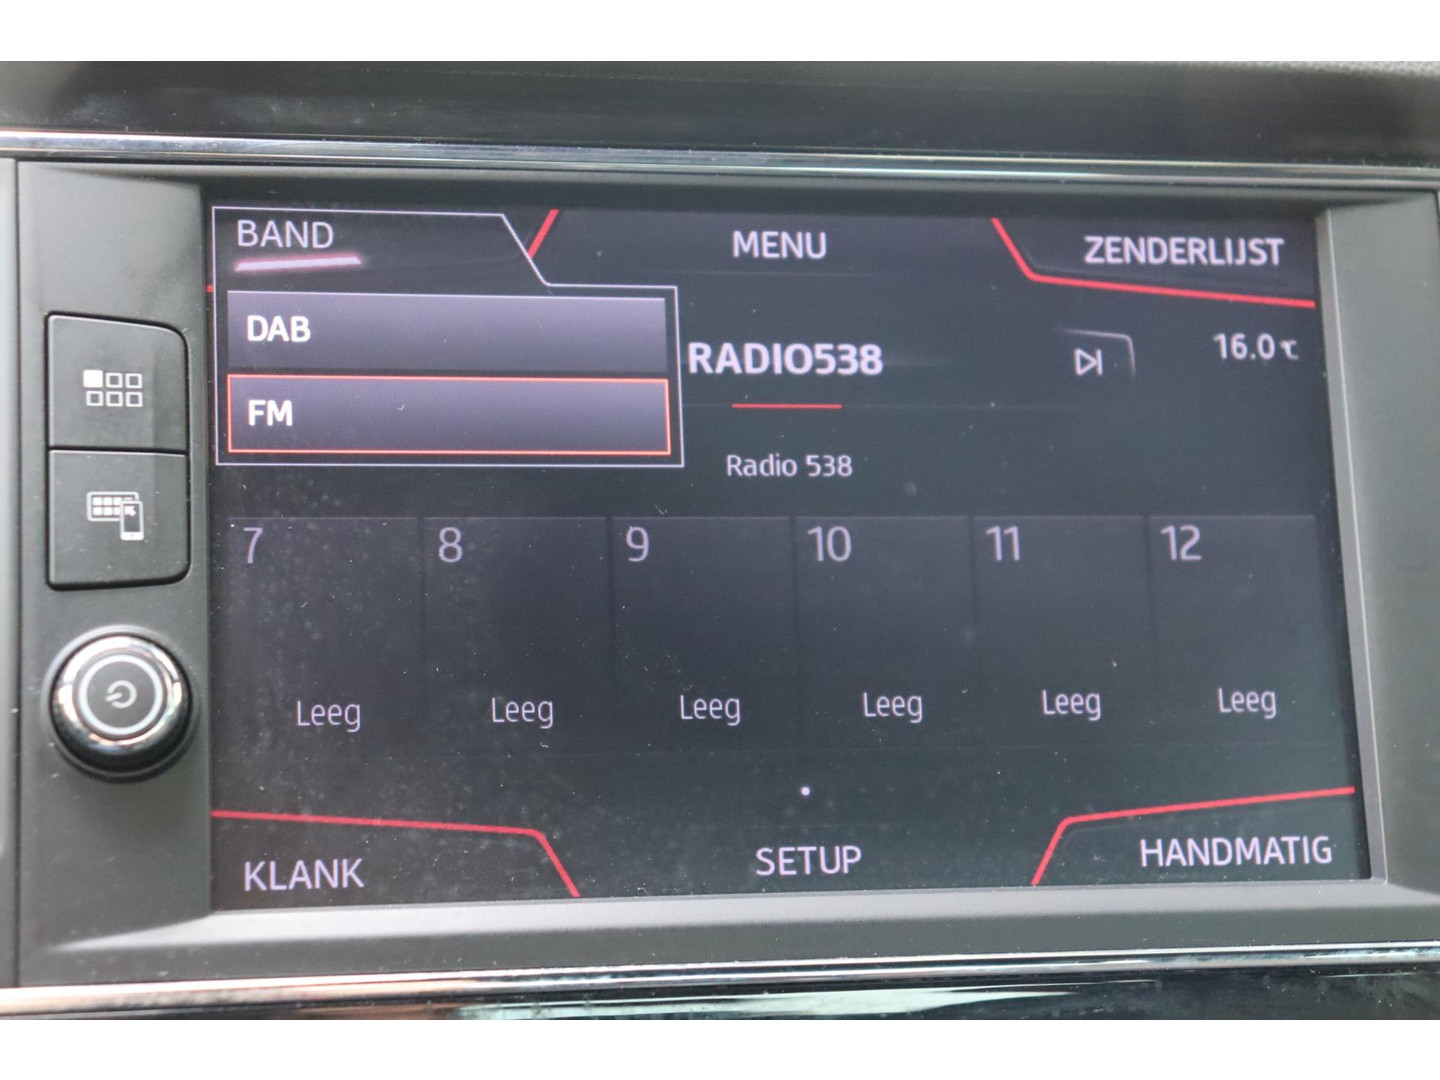 BAND
MENU
ZENDERLIJST
DAB
FM
RADIO538
16.0℃
Radio 538
7
8
9
10
11
12
Leeg
Leeg
Leeg
Leeg
Leeg
Leeg
KLANK
SETUP
HANDMATIG